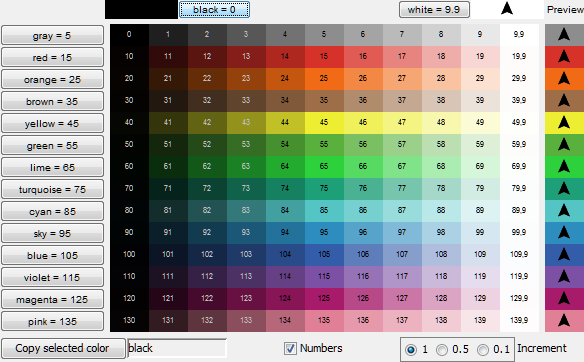 black = 0 white = 9.9 Preview
gray = 5 0 1 2 3 4 5 6 7 8 9 9,9
red = 15 10 11 12 13 14 15 16 17 18 19 19,9
orange = 25 20 21 22 23 24 25 26 27 28 29 29,9
brown = 35 30 31 32 33 34 35 36 37 38 39 39,9
yellow = 45 40 41 42 43 44 45 46 47 48 49 49,9
green = 55 50 51 52 53 54 55 56 57 58 59 59,9
lime = 65 60 61 62 63 64 65 66 67 68 69 69,9
turquoise = 75 70 71 72 73 74 75 76 77 78 79 79,9
cyan = 85 80 81 82 83 84 85 86 87 88 89 89,9
sky = 95 90 91 92 93 94 95 96 97 98 99 99,9
blue = 105 100 101 102 103 104 105 106 107 108 109 109,9
violet = 115 110 111 112 113 114 115 116 117 118 119 119,9
magenta = 125 120 121 122 123 124 125 126 127 128 129 129,9
pink = 135 130 131 132 133 134 135 136 137 138 139 139,9
Copy selected color black Numbers 1 0.5 0.1 Increment